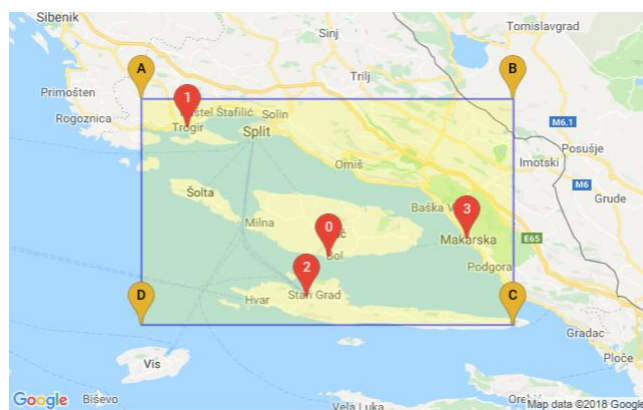 Sibenik
Sinj
Tomislavgrad
Trilj
A
B
Primošten
Rogoznica
1
Kaštel Štafilić
Solin
Trogir
Split
M6.1
Posušje
Omiš
Imotski
M6
Šolta
Grude
Milna
0
Bol
Baška V
3
Makarska
E65
Podgora
2
D
Stari Grad
Hvar
C
Gradac
Ploče
Vis
Biševo
Vela Luka
Google
Map data ©2018 Google